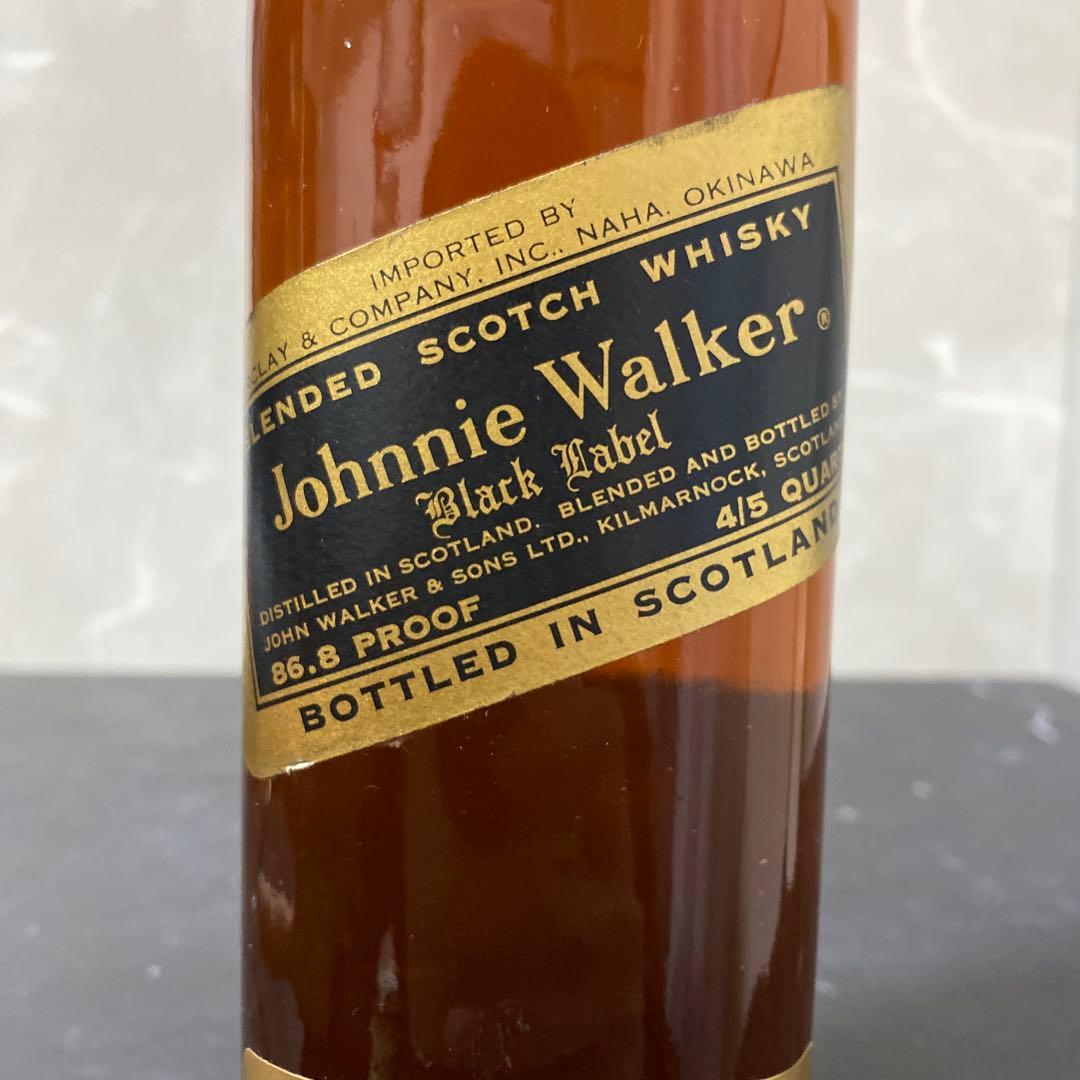 IMPORTED BY
& COMPANY, INC., NAHA, OKINAWA
BLENDED SCOTCH WHISKY
Johnnie Walker ®
Black Label
DISTILLED IN SCOTLAND. BLENDED AND BOTTLED BY
JOHN WALKER & SONS LTD., KILMARNOCK, SCOTLAND
86.8 PROOF 4/5 QUART
BOTTLED IN SCOTLAND